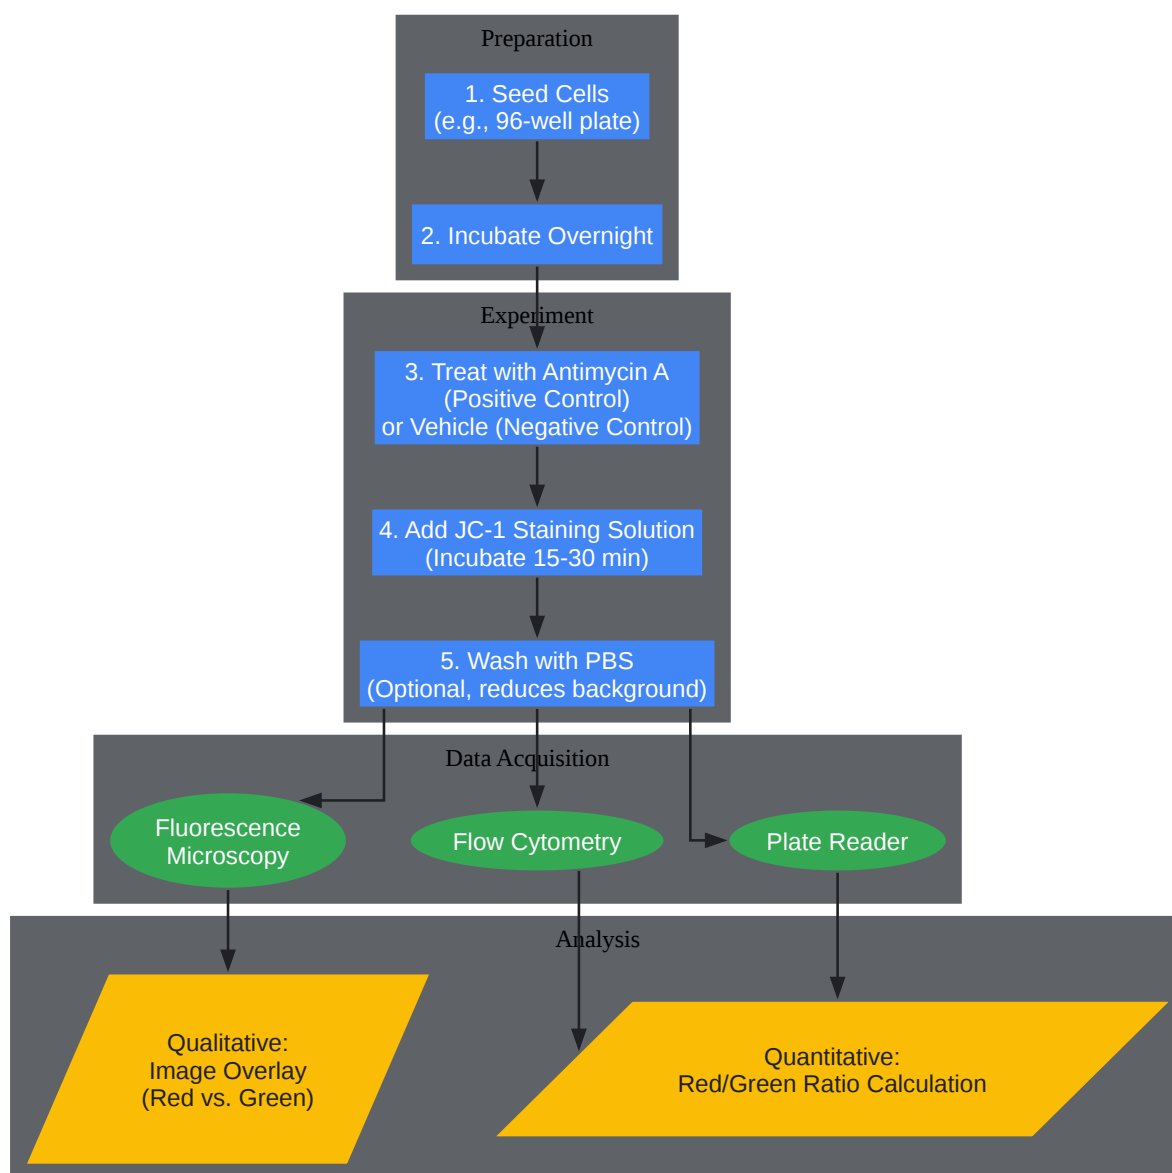 Preparation
1. Seed Cells
(e.g., 96-well plate)
2. Incubate Overnight
Experiment
3. Treat with Antimycin A
(Positive Control)
or Vehicle (Negative Control)
4. Add JC-1 Staining Solution
(Incubate 15-30 min)
5. Wash with PBS
(Optional, reduces background)
Data Acquisition
Fluorescence
Microscopy
Flow Cytometry
Plate Reader
Analysis
Qualitative:
Image Overlay
(Red vs. Green)
Quantitative:
Red/Green Ratio Calculation